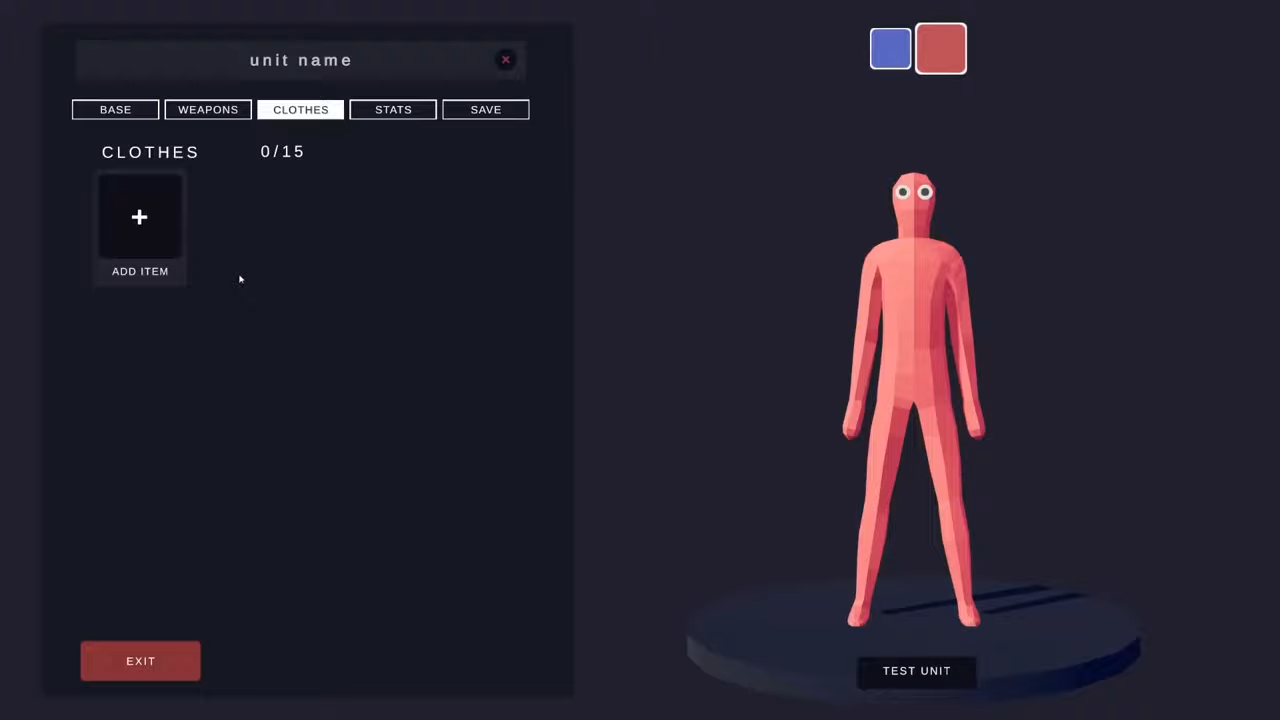 unit name
BASE WEAPONS CLOTHES STATS SAVE
CLOTHES 0/15
+
ADD ITEM
EXIT
TEST UNIT